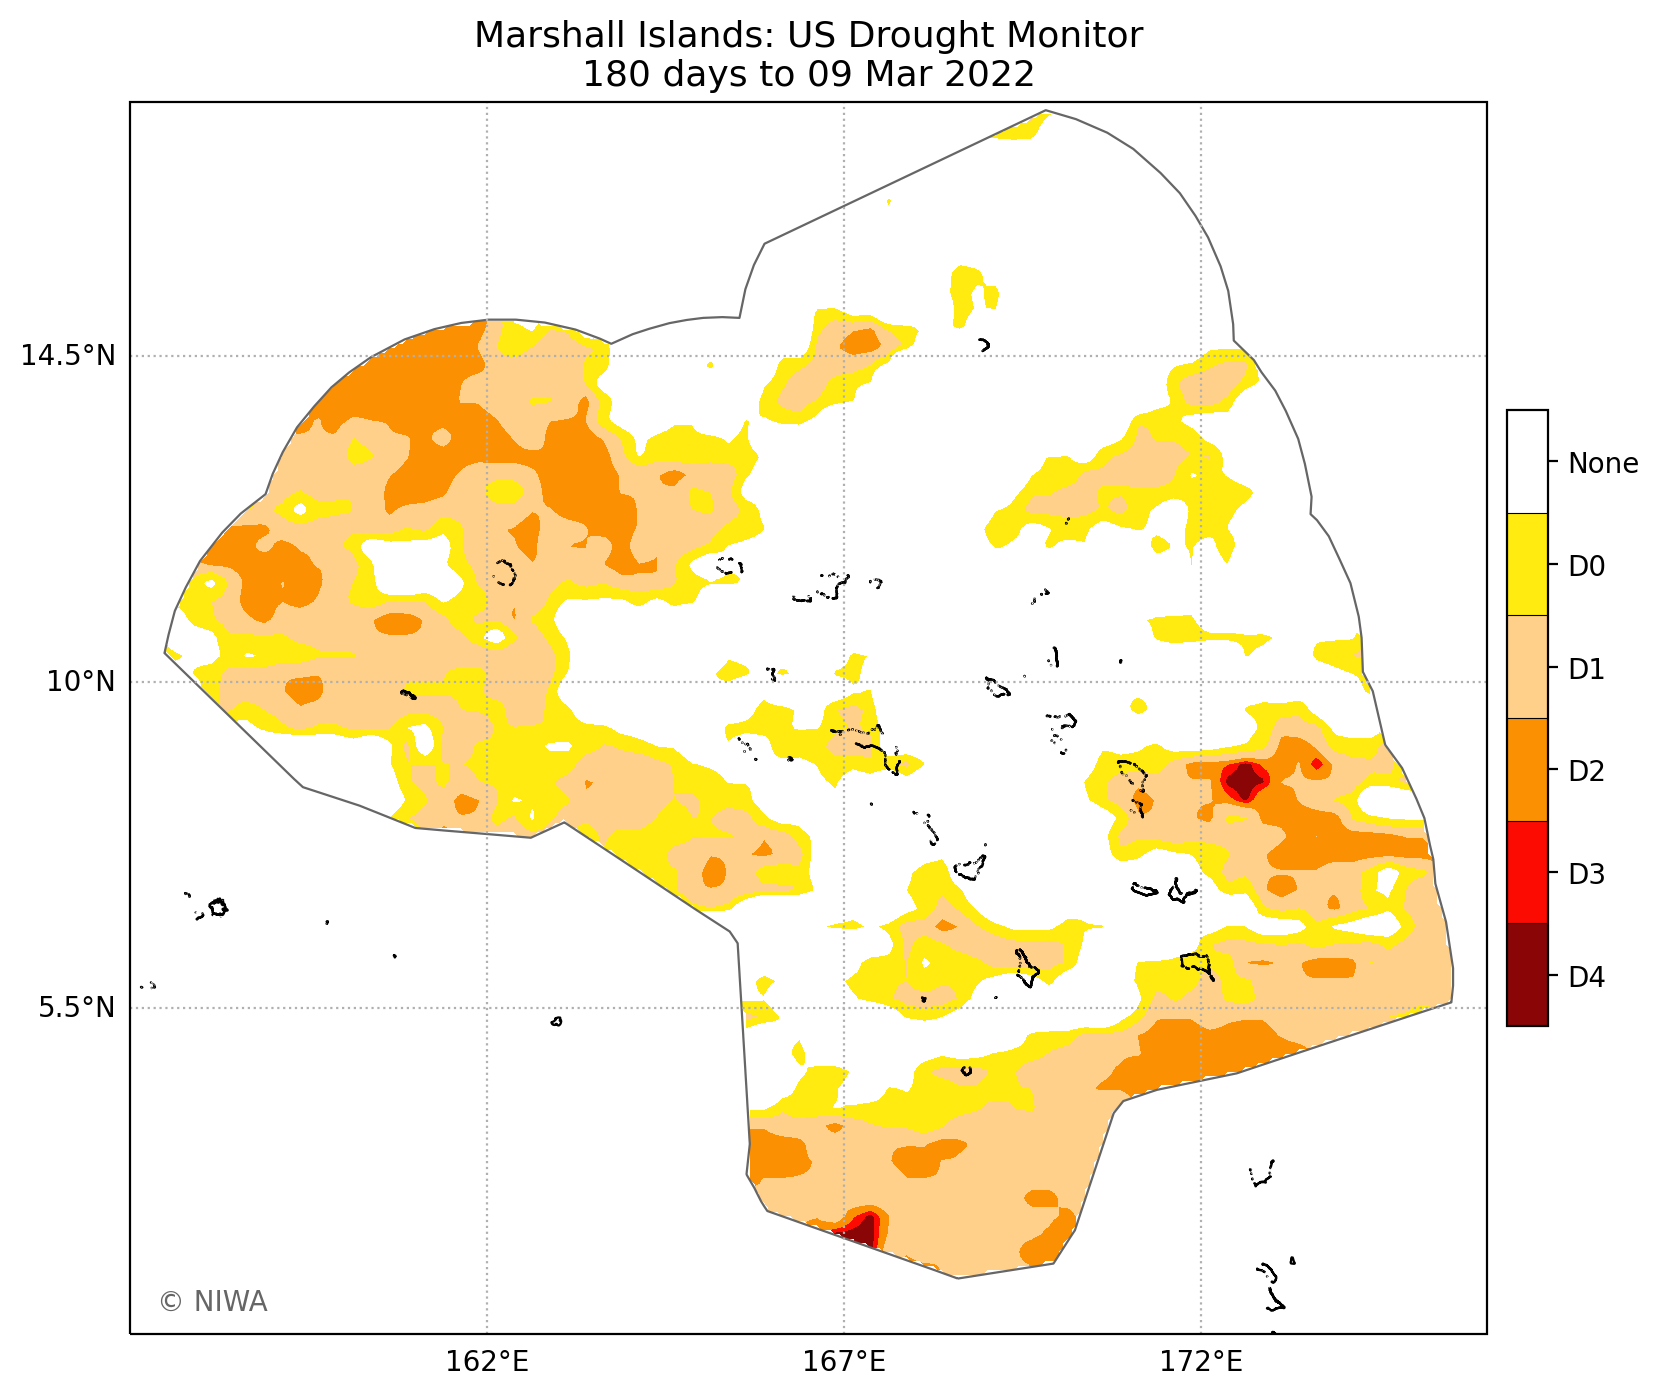 Marshall Islands: US Drought Monitor
180 days to 09 Mar 2022
14.5°N
10°N
5.5°N
162°E
167°E
172°E
None
D0
D1
D2
D3
D4
© NIWA